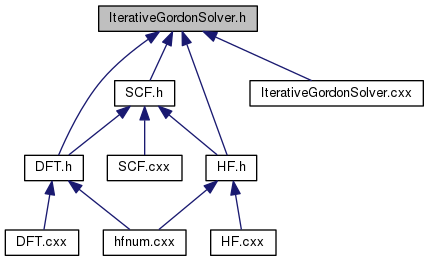 IterativeGordonSolver.h
SCF.h
IterativeGordonSolver.cxx
DFT.h
SCF.cxx
HF.h
DFT.cxx
hfnum.cxx
HF.cxx